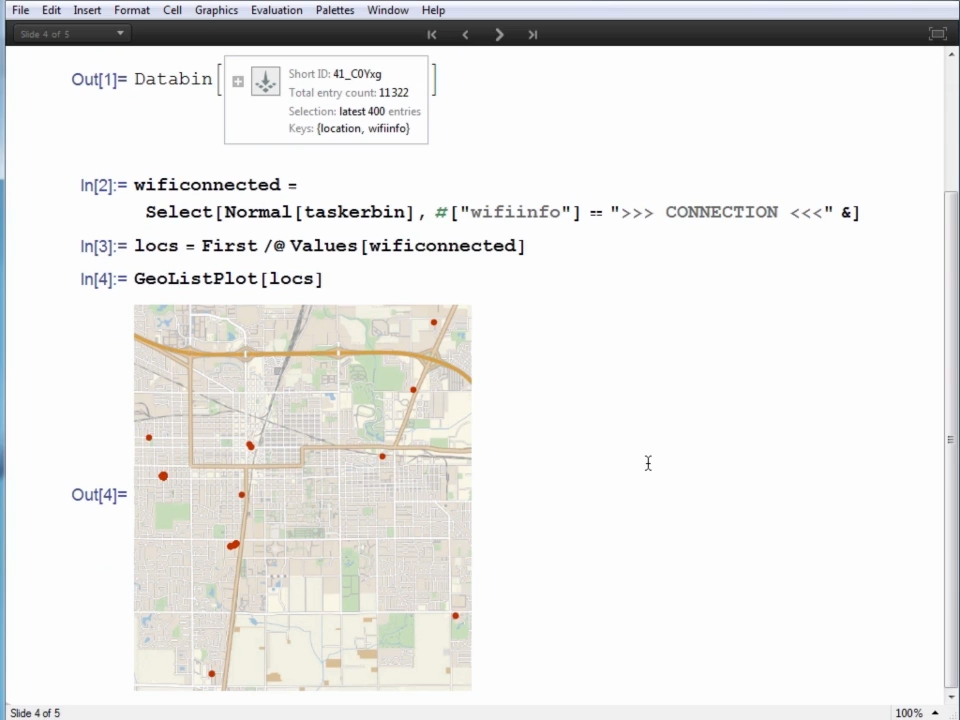 File Edit Insert Format Cell Graphics Evaluation Palettes Window Help
Slide 4 of 5
Out[1]= Databin[
Short ID: 41_C0Yxg
Total entry count: 11322
Selection: latest 400 entries
Keys: {location, wifiinfo}
]
In[2]:= wificonnected =
Select[Normal[taskerbin], #["wifiinfo"] == ">>> CONNECTION <<<" &]
In[3]:= locs = First /@ Values[wificonnected]
In[4]:= GeoListPlot[locs]
Out[4]=
Slide 4 of 5
100%